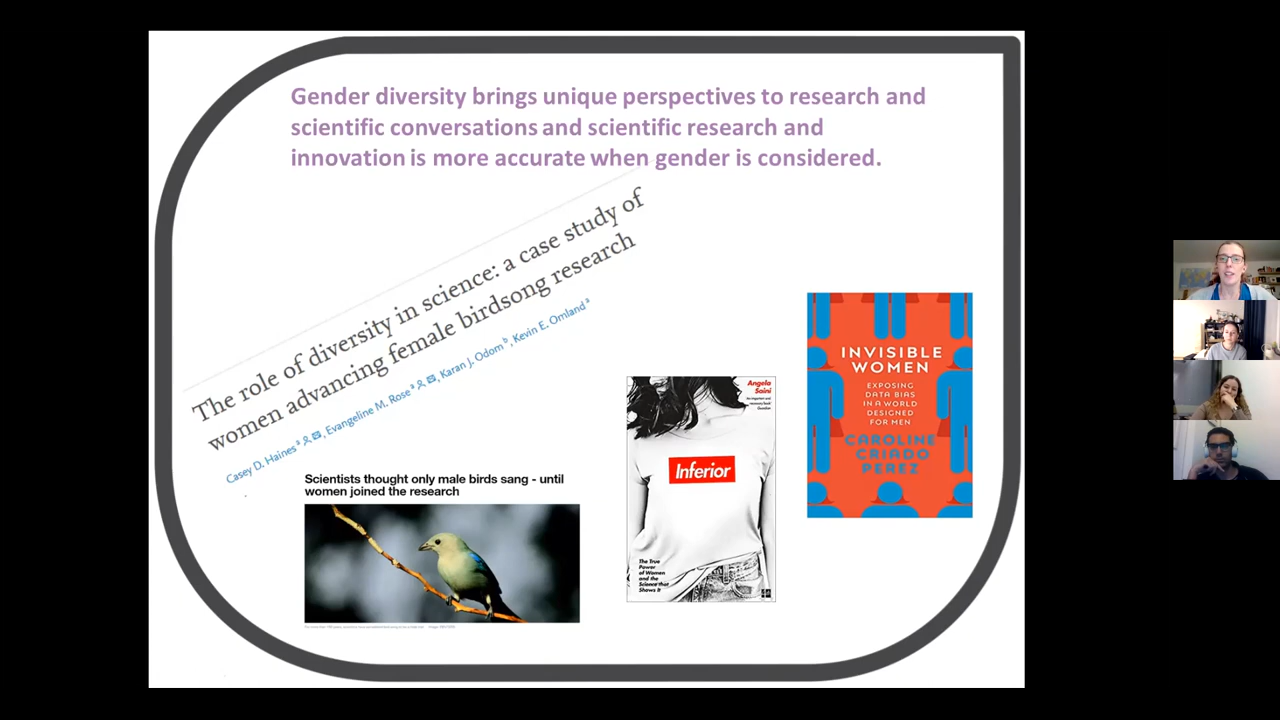 Gender diversity brings unique perspectives to research and
scientific conversations and scientific research and
innovation is more accurate when gender is considered.
The role of diversity in science: a case study of
women advancing female birdsong research
Casey D. Haines a, Evangeline M. Rose a, Karan J. Odom b, Kevin E. Omland a
Scientists thought only male birds sang - until
women joined the research
Angela
Saini
Inferior
The True
Power
of Women
and the
Science that
Shows It
INVISIBLE
WOMEN
EXPOSING
DATA BIAS
IN A WORLD
DESIGNED
FOR MEN
CAROLINE
CRIADO
PEREZ